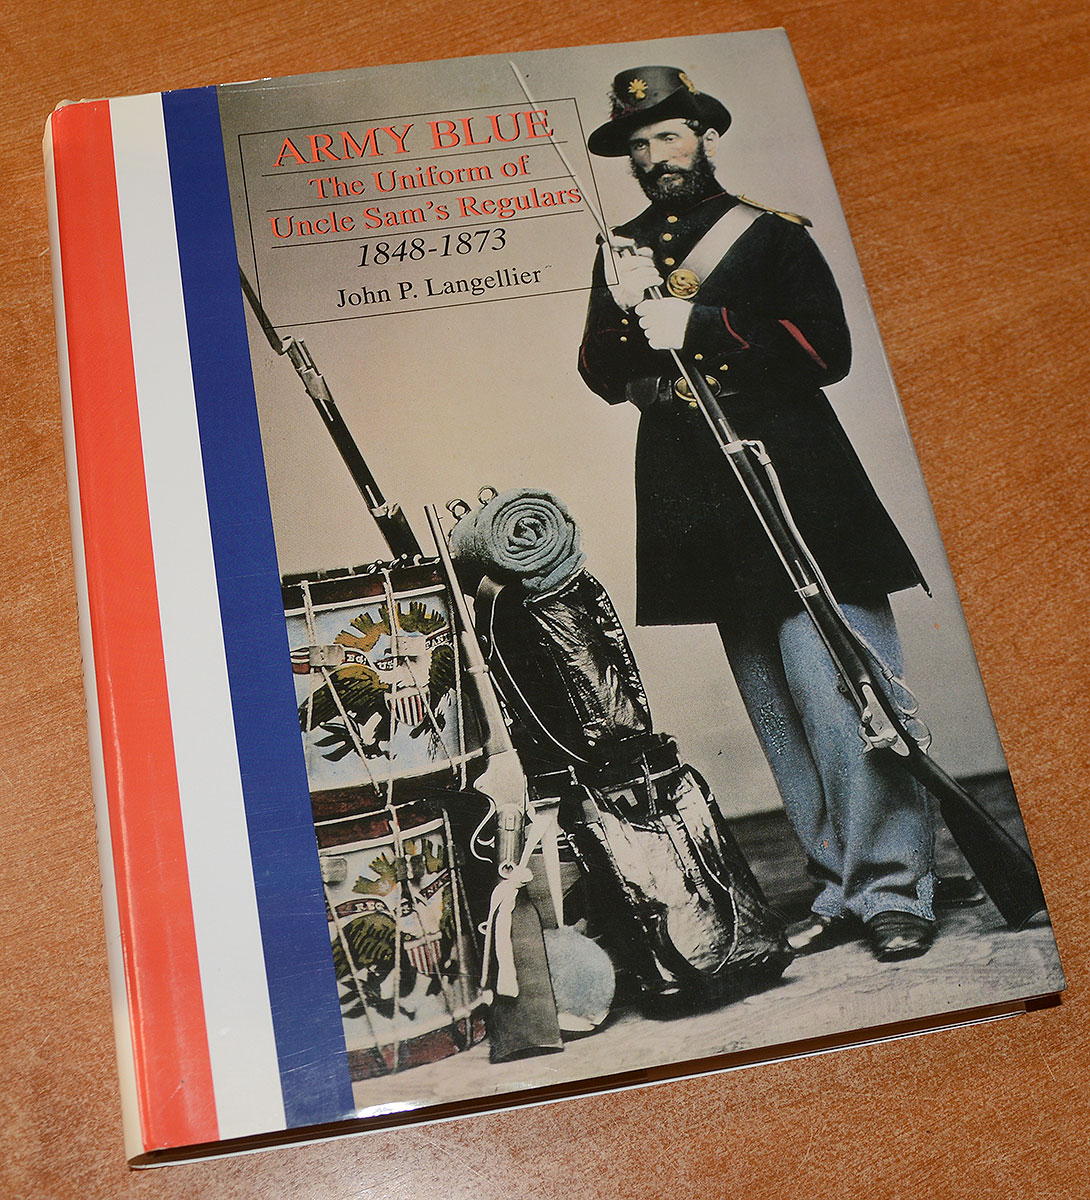 ARMY BLUE
The Uniform of
Uncle Sam's Regulars
1848-1873
John P. Langellier